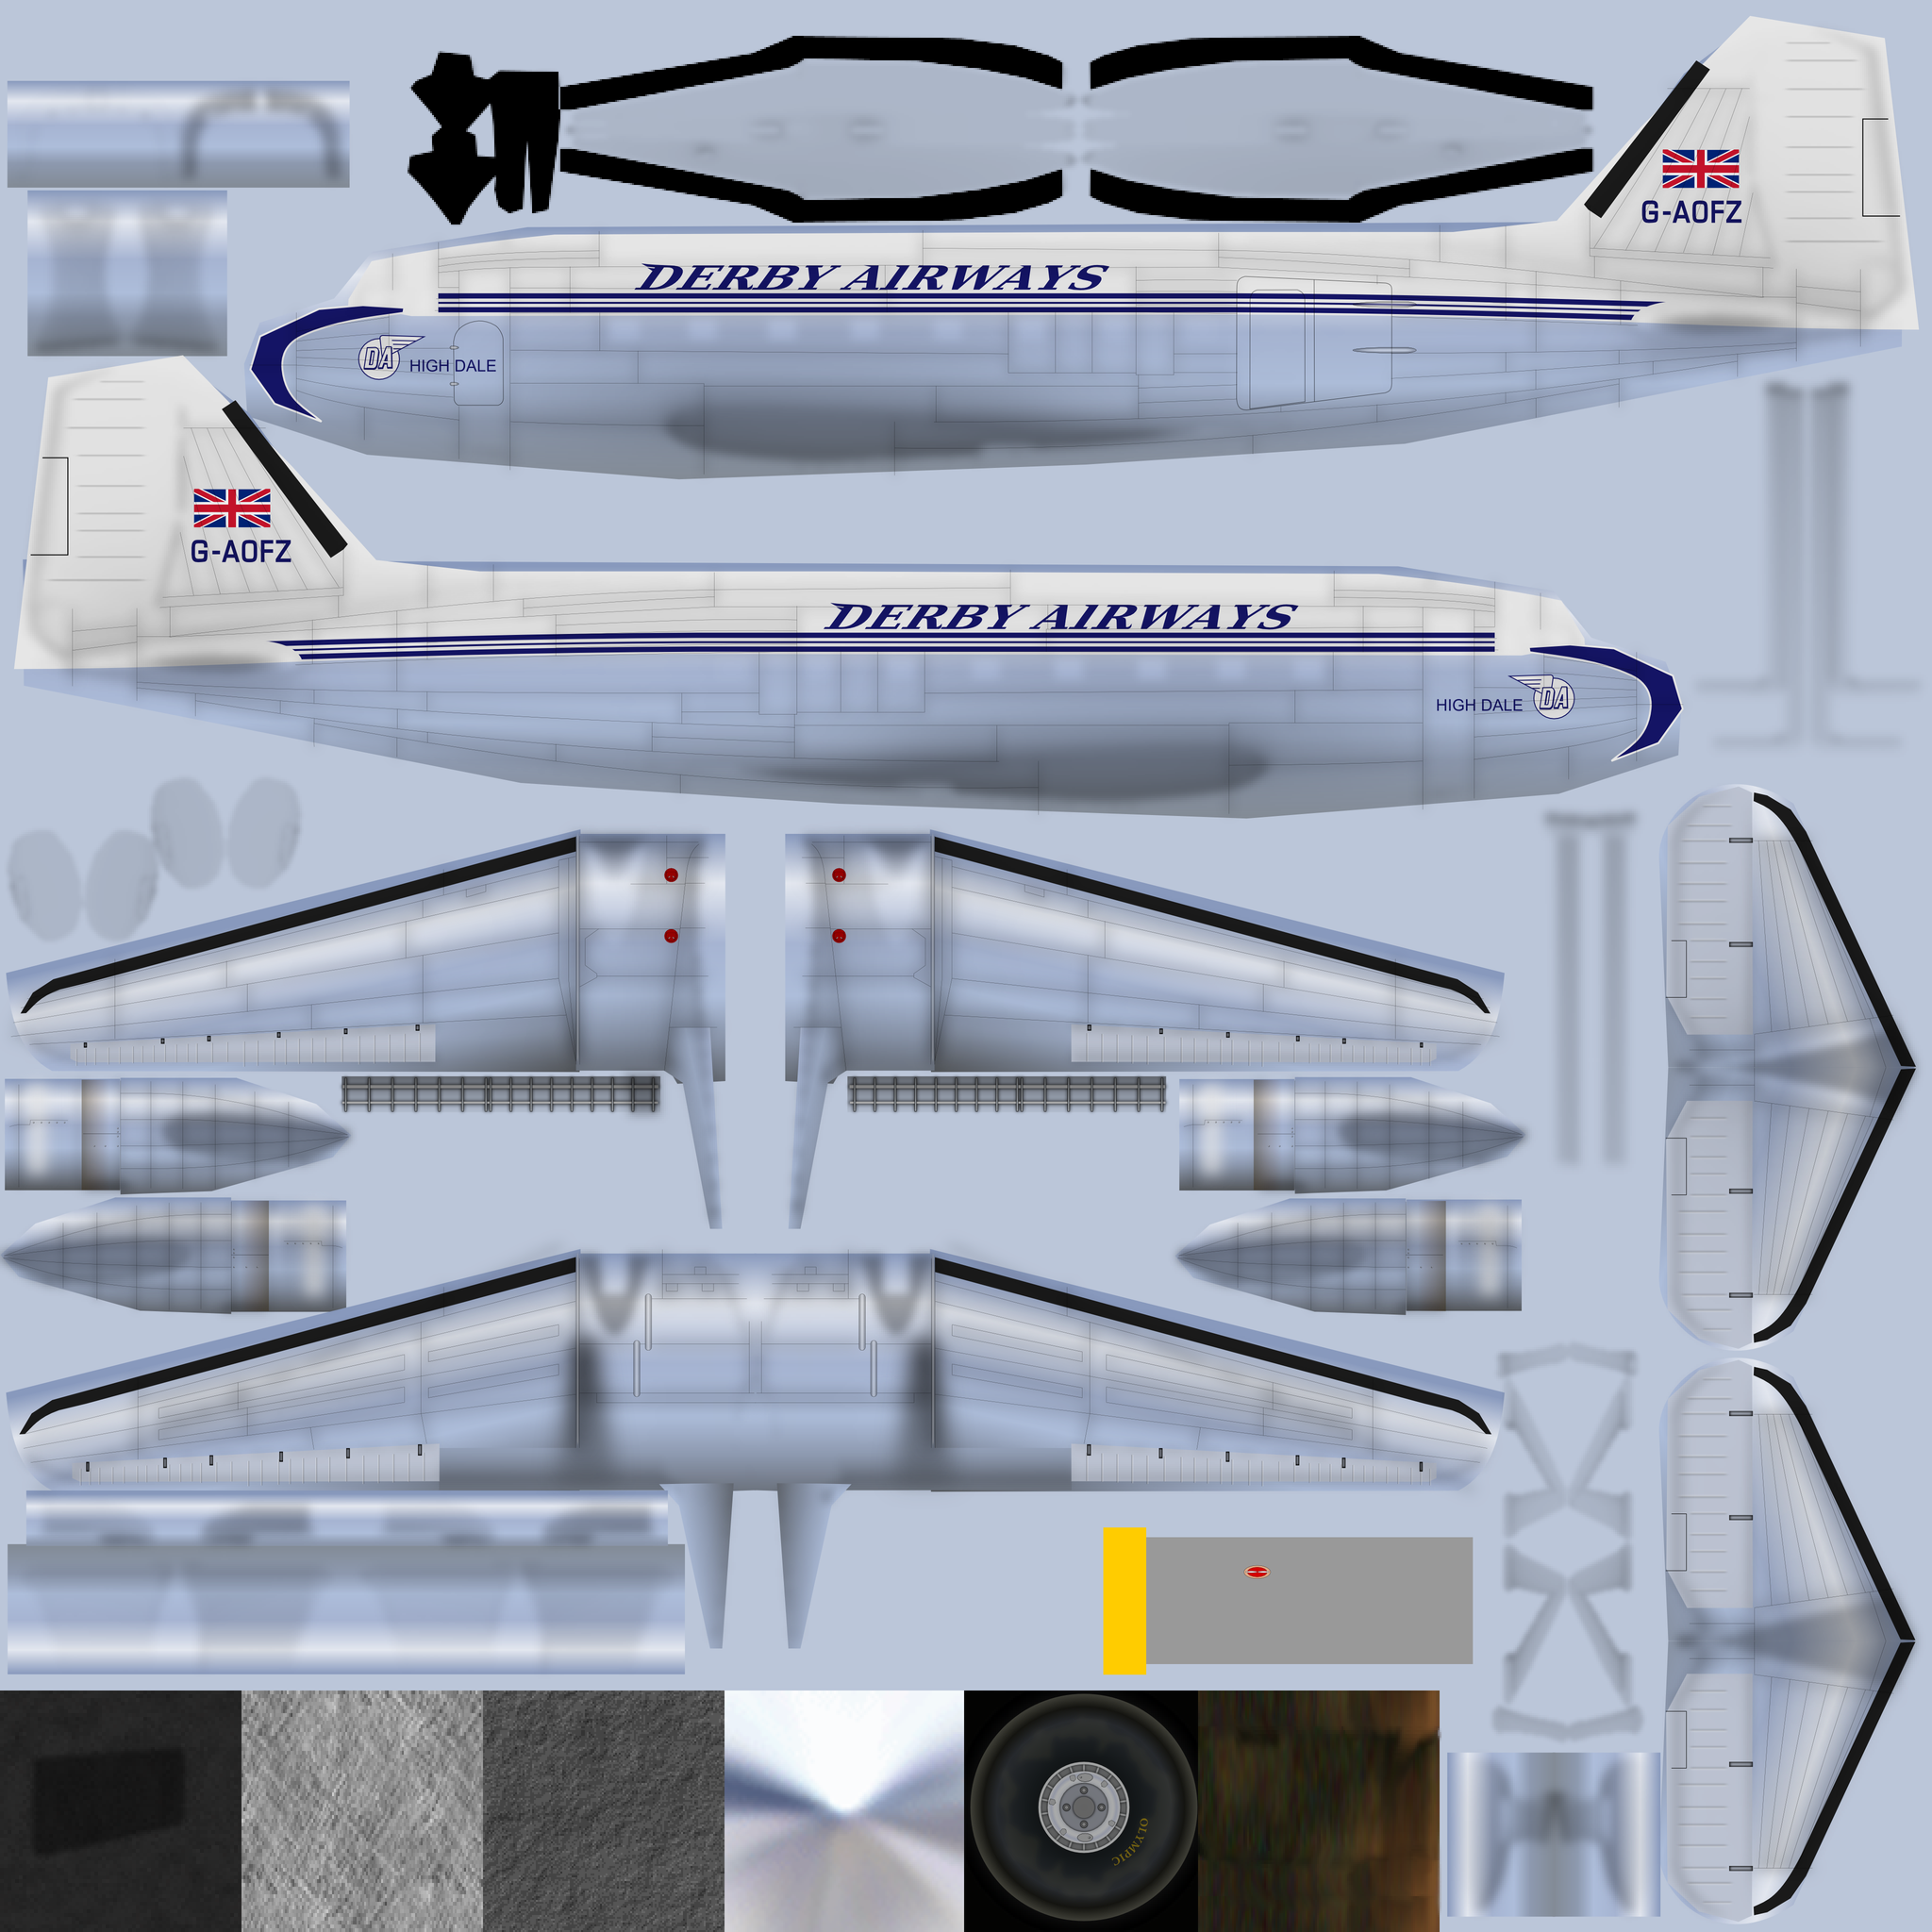 G-AOFZ
DERBY AIRWAYS
DA
HIGH DALE
G-AOFZ
DERBY AIRWAYS
HIGH DALE
DA
OLYMPIC